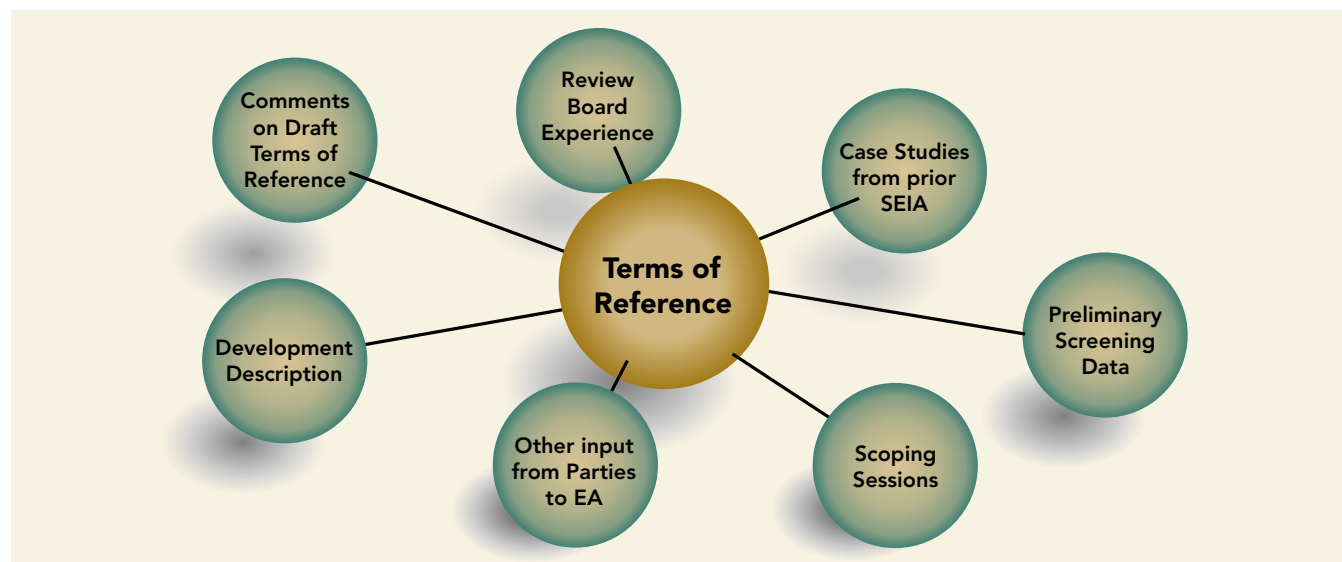 Comments
on Draft
Terms of
Reference
Review
Board
Experience
Case Studies
from prior
SEIA
Terms of
Reference
Preliminary
Screening
Data
Development
Description
Other input
from Parties
to EA
Scoping
Sessions